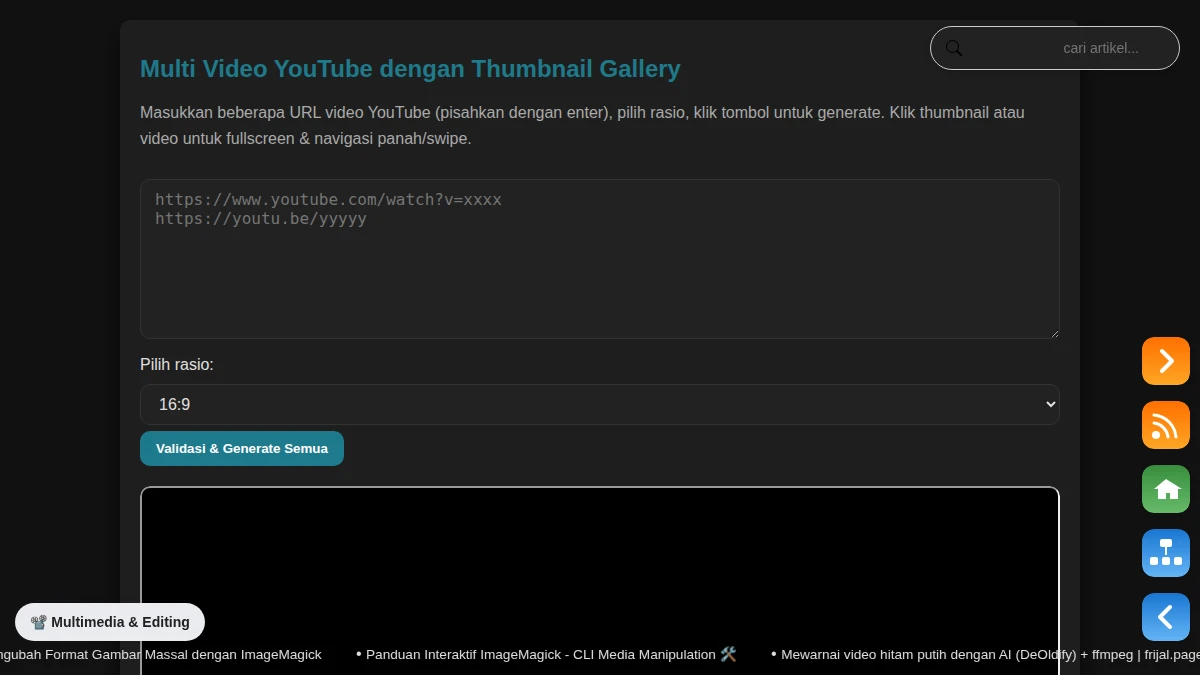 cari artikel...
Multi Video YouTube dengan Thumbnail Gallery
Masukkan beberapa URL video YouTube (pisahkan dengan enter), pilih rasio, klik tombol untuk generate. Klik thumbnail atau
video untuk fullscreen & navigasi panah/swipe.
https://www.youtube.com/watch?v=xxxx
https://youtu.be/yyyyy
Pilih rasio:
16:9
Validasi & Generate Semua
📽️ Multimedia & Editing
ngubah Format Gambar Massal dengan ImageMagick • Panduan Interaktif ImageMagick - CLI Media Manipulation 🛠️ • Mewarnai video hitam putih dengan AI (DeOldify) + ffmpeg | frijal.page